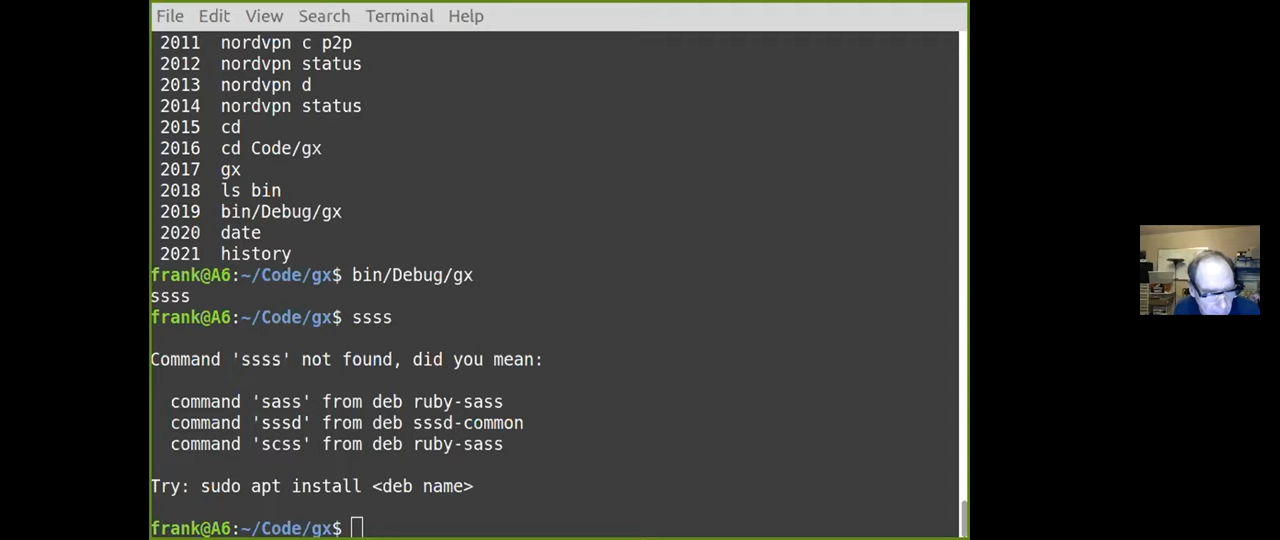 File Edit View Search Terminal Help
2011 nordvpn c p2p
2012 nordvpn status
2013 nordvpn d
2014 nordvpn status
2015 cd
2016 cd Code/gx
2017 gx
2018 ls bin
2019 bin/Debug/gx
2020 date
2021 history
frank@A6:~/Code/gx$ bin/Debug/gx
ssss
frank@A6:~/Code/gx$ ssss
Command 'ssss' not found, did you mean:
command 'sass' from deb ruby-sass
command 'sssd' from deb sssd-common
command 'scss' from deb ruby-sass
Try: sudo apt install <deb name>
frank@A6:~/Code/gx$